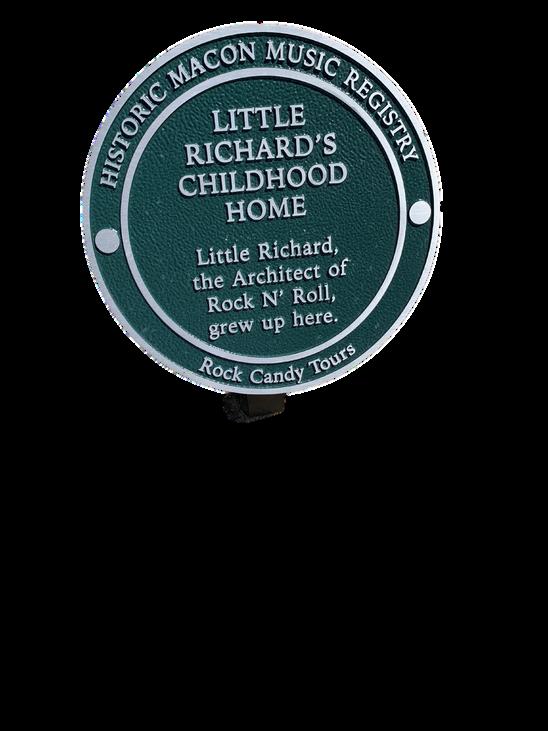 HISTORIC MACON MUSIC REGISTRY
LITTLE
RICHARD'S
CHILDHOOD
HOME
Little Richard,
the Architect of
Rock N' Roll,
grew up here.
Rock Candy Tours